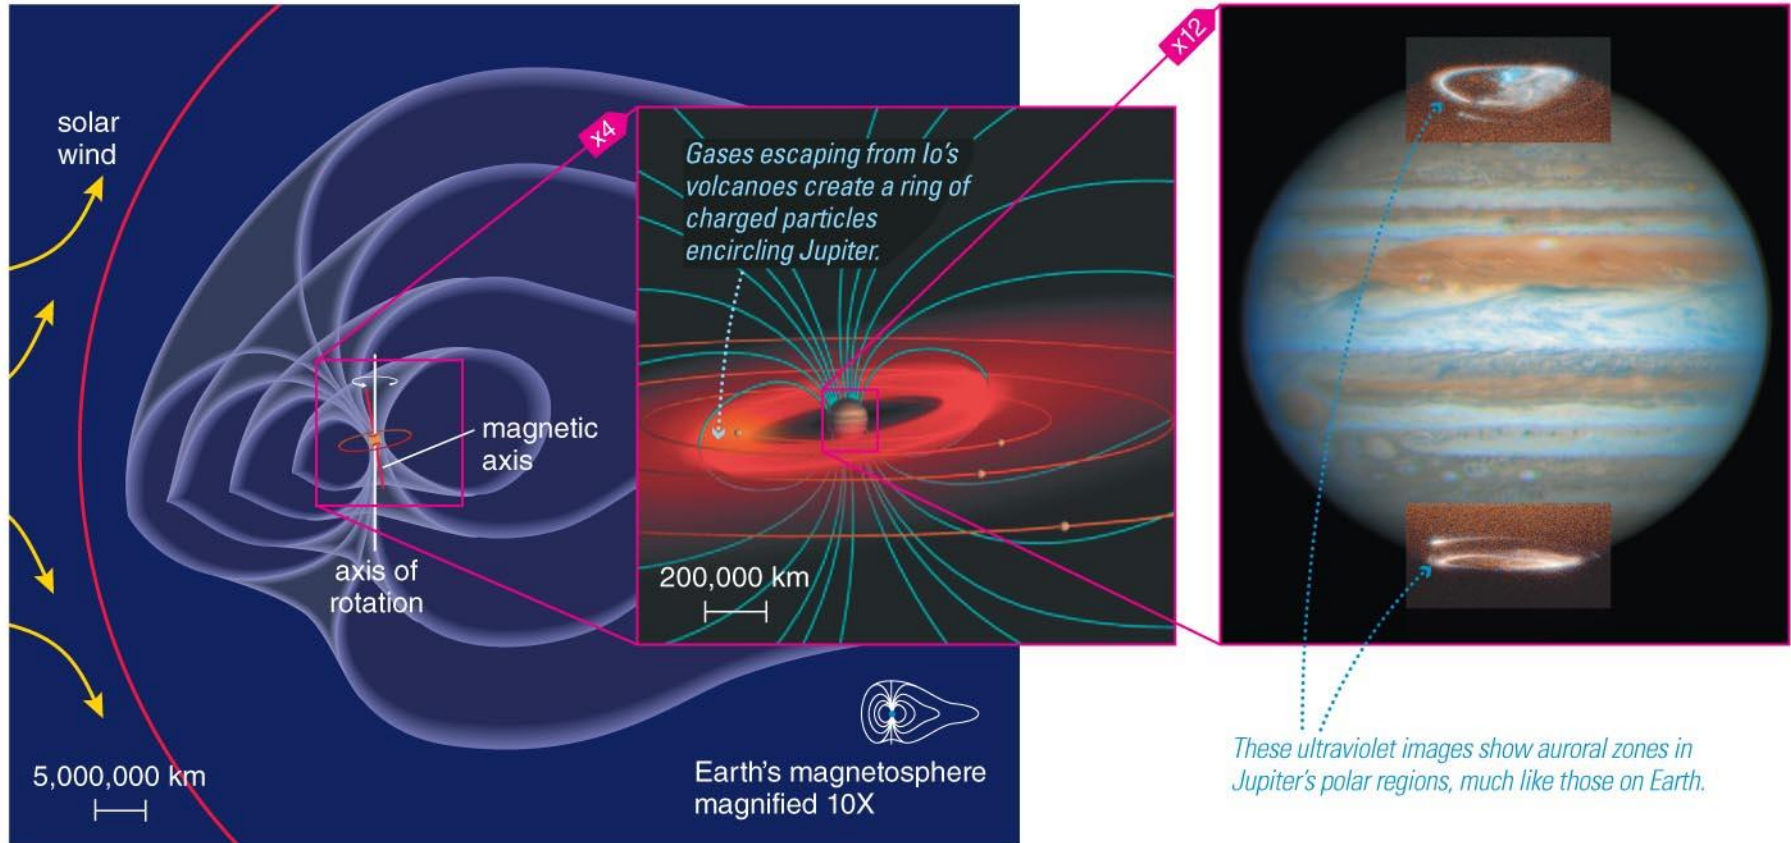 solar
wind
magnetic
axis
axis of
rotation
5,000,000 km
Earth's magnetosphere
magnified 10X
x4
Gases escaping from Io's
volcanoes create a ring of
charged particles
encircling Jupiter.
200,000 km
x12
These ultraviolet images show auroral zones in
Jupiter's polar regions, much like those on Earth.